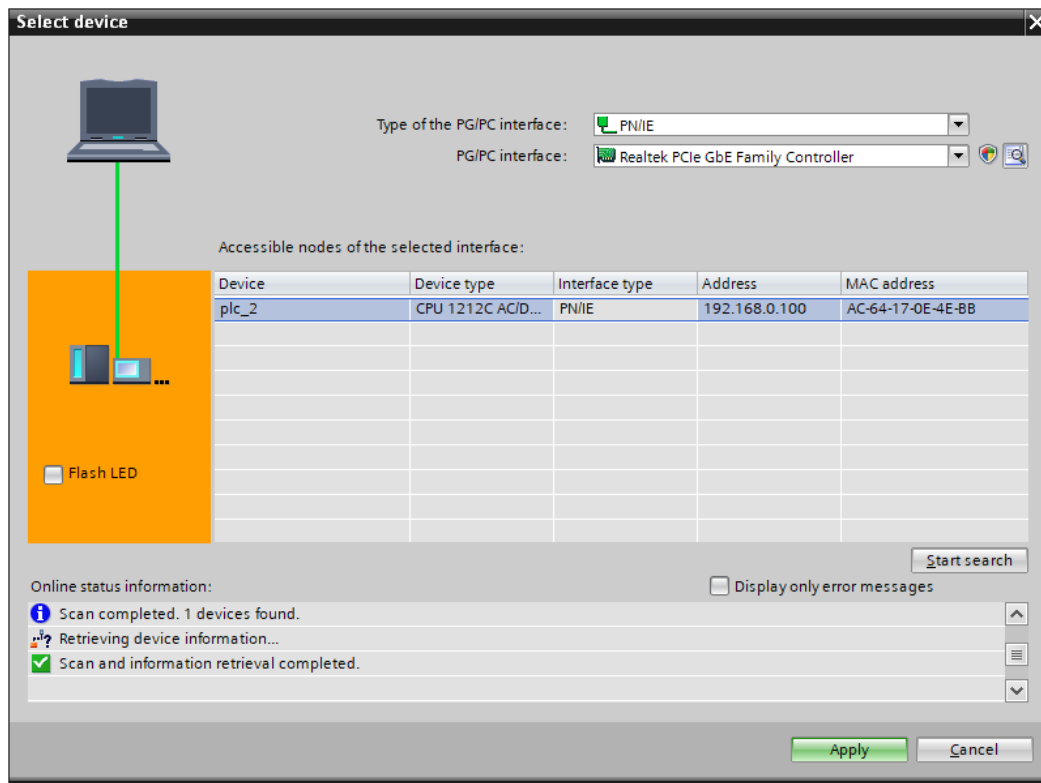 Select device
Type of the PG/PC interface: PN/IE
PG/PC interface: Realtek PCIe GbE Family Controller
Accessible nodes of the selected interface:
Device Device type Interface type Address MAC address
plc_2 CPU 1212C AC/D... PN/IE 192.168.0.100 AC-64-17-0E-4E-BB
Flash LED
Start search
Online status information: Display only error messages
Scan completed. 1 devices found.
Retrieving device information...
Scan and information retrieval completed.
Apply Cancel